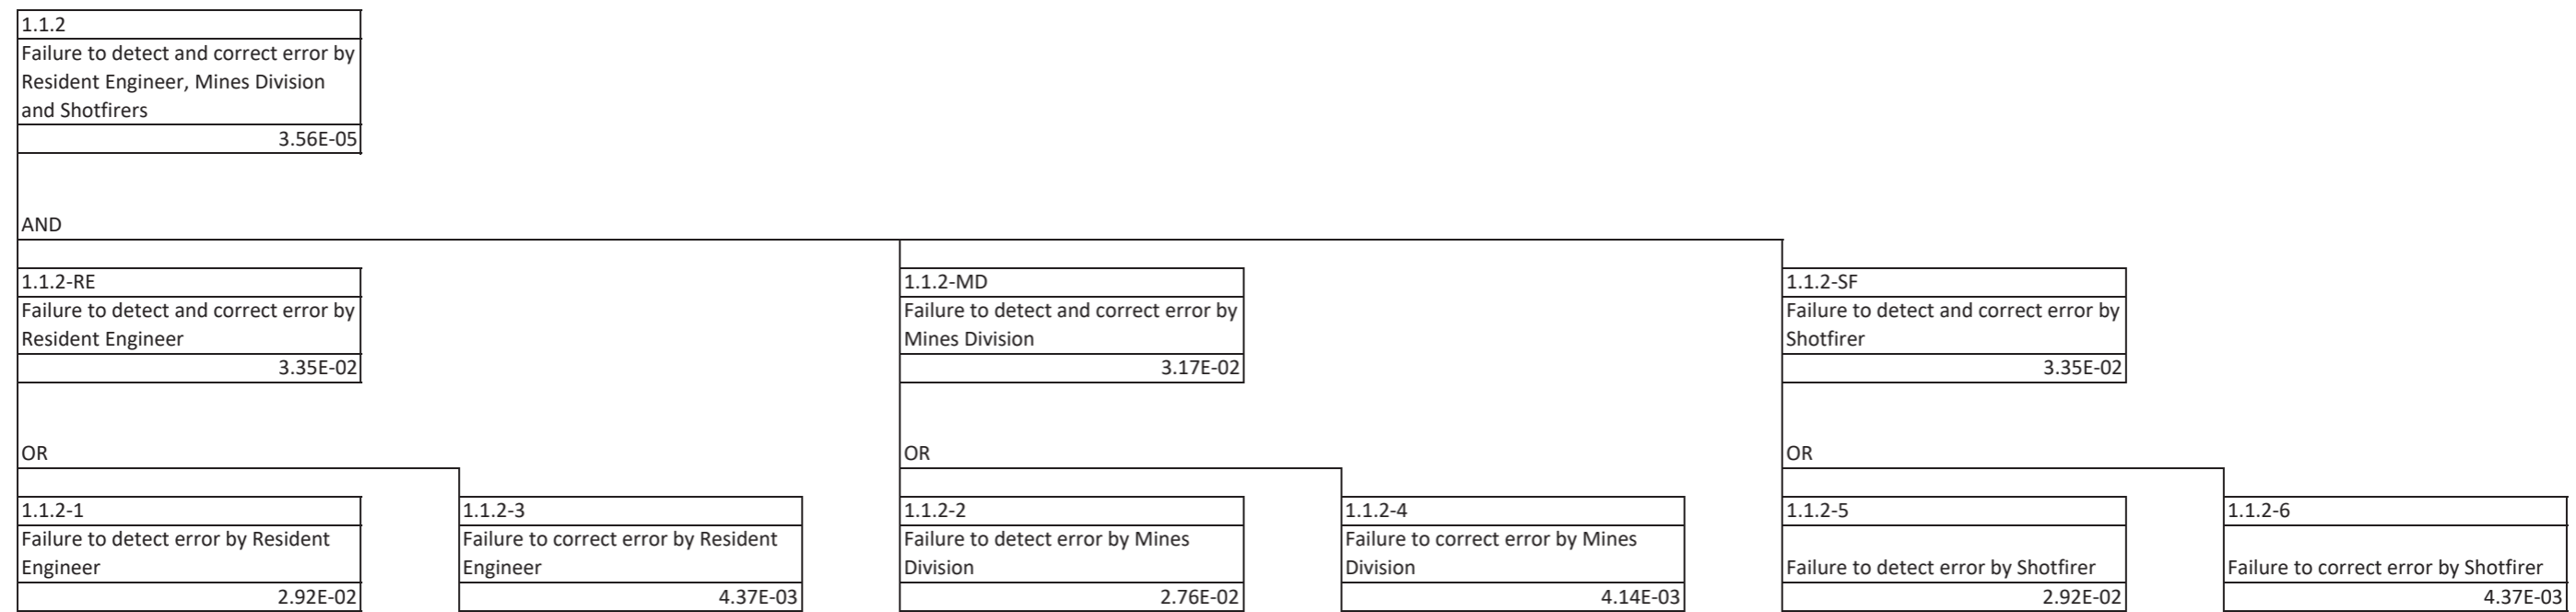 1.1.2
Failure to detect and correct error by
Resident Engineer, Mines Division
and Shotfirers
3.56E-05
AND
1.1.2-RE
Failure to detect and correct error by
Resident Engineer
3.35E-02
1.1.2-MD
Failure to detect and correct error by
Mines Division
3.17E-02
1.1.2-SF
Failure to detect and correct error by
Shotfirer
3.35E-02
OR
OR
OR
1.1.2-1
Failure to detect error by Resident
Engineer
2.92E-02
1.1.2-3
Failure to correct error by Resident
Engineer
4.37E-03
1.1.2-2
Failure to detect error by Mines
Division
2.76E-02
1.1.2-4
Failure to correct error by Mines
Division
4.14E-03
1.1.2-5
Failure to detect error by Shotfirer
2.92E-02
1.1.2-6
Failure to correct error by Shotfirer
4.37E-03